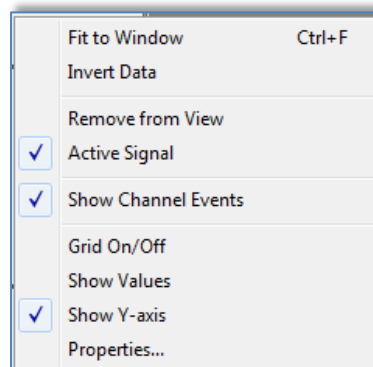 Fit to Window Ctrl+F
Invert Data
Remove from View
Active Signal
Show Channel Events
Grid On/Off
Show Values
Show Y-axis
Properties...